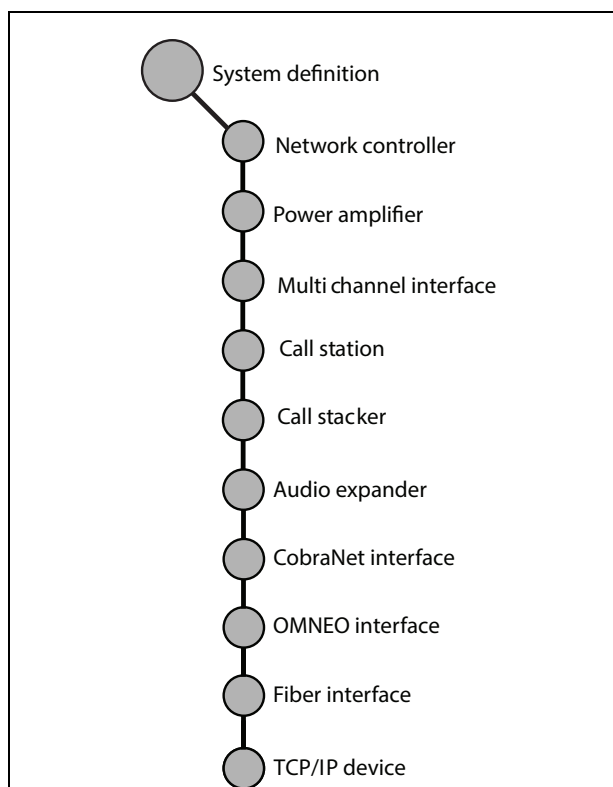 System definition
Network controller
Power amplifier
Multi channel interface
Call station
Call stacker
Audio expander
CobraNet interface
OMNEO interface
Fiber interface
TCP/IP device